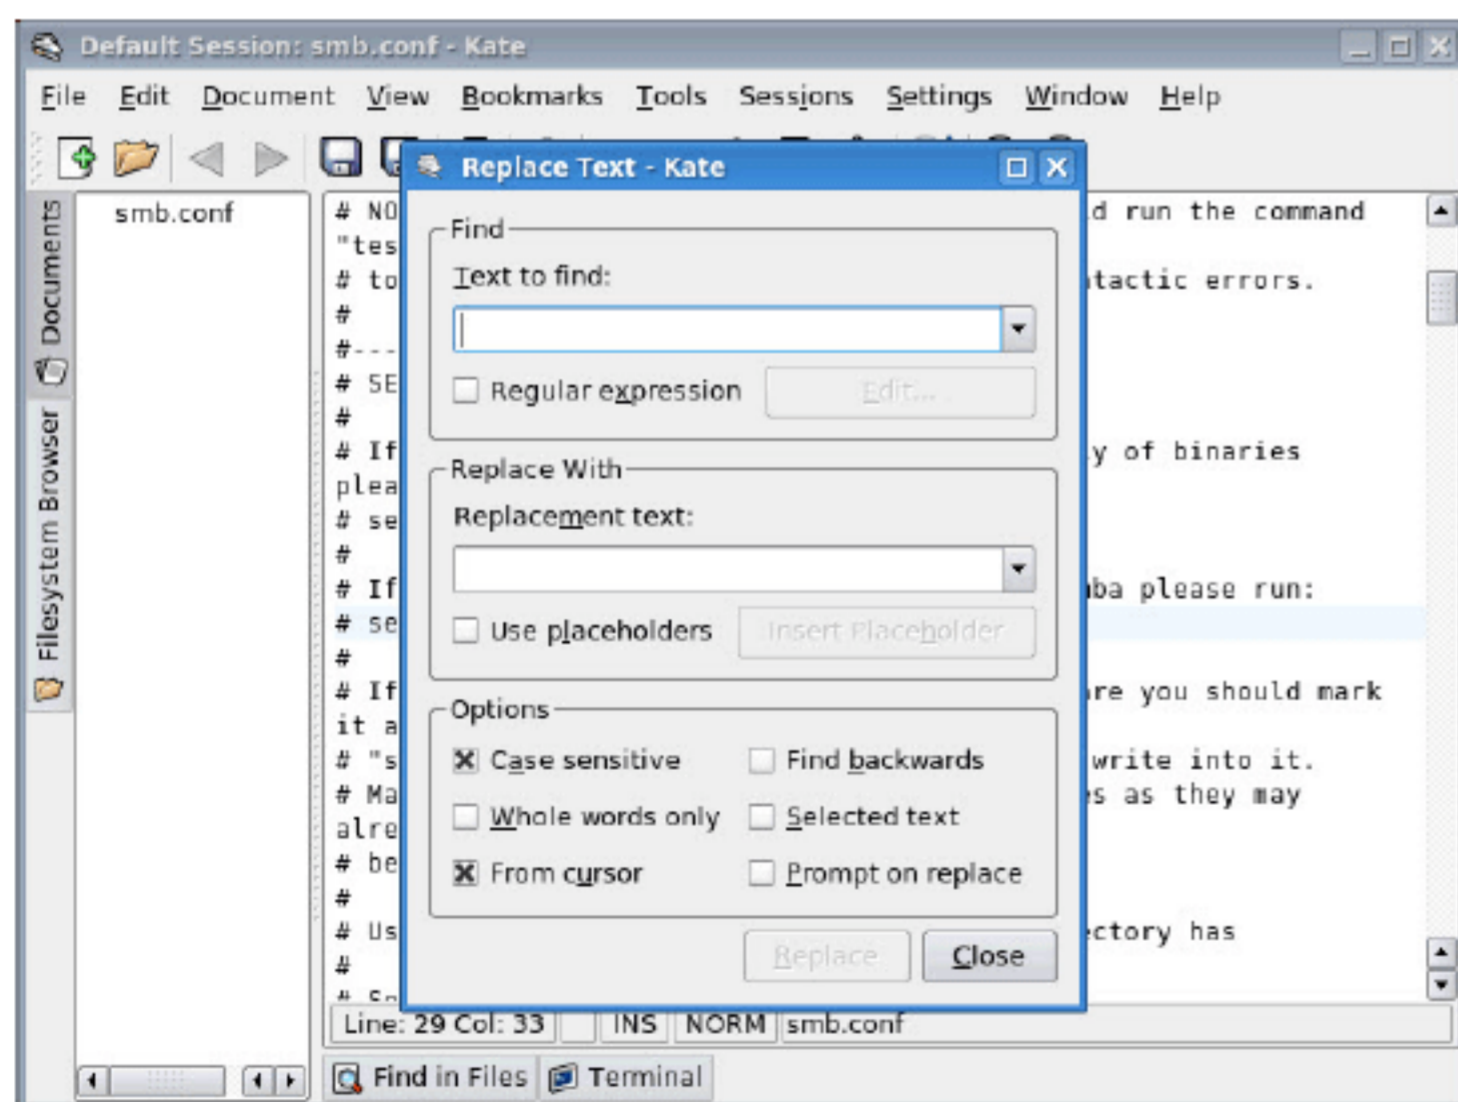 Default Session: smb.conf - Kate
File Edit Document View Bookmarks Tools Sessions Settings Window Help
Documents
Filesystem Browser
smb.conf
# NO
"tes
# to
#
#---
# SE
#
# If
plea
# se
#
# If
# se
#
# If
it a
# "s
# Ma
alre
# be
#
# Us
#
Replace Text - Kate
Find
Text to find:
Regular expression Edit...
Replace With
Replacement text:
Use placeholders Insert Placeholder
Options
Case sensitive Find backwards
Whole words only Selected text
From cursor Prompt on replace
Replace Close
d run the command
tactic errors.
y of binaries
ba please run:
re you should mark
write into it.
s as they may
ectory has
Line: 29 Col: 33 INS NORM smb.conf
Find in Files Terminal